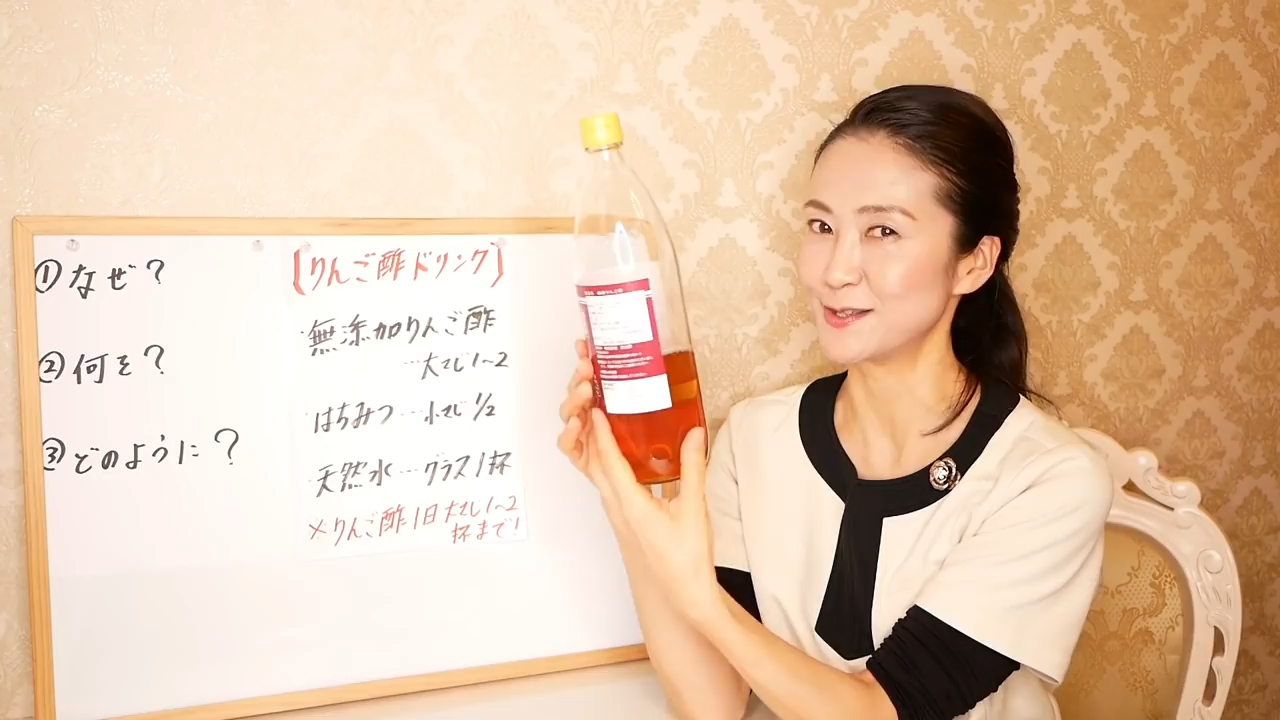 ①なぜ？
②何を？
③どのように？
【りんご酢ドリンク】
・無添加りんご酢
…大さじ1〜2
はちみつ…小さじ1/2
・天然水…グラス1杯
※りんご酢1日大さじ1〜2
杯まで！